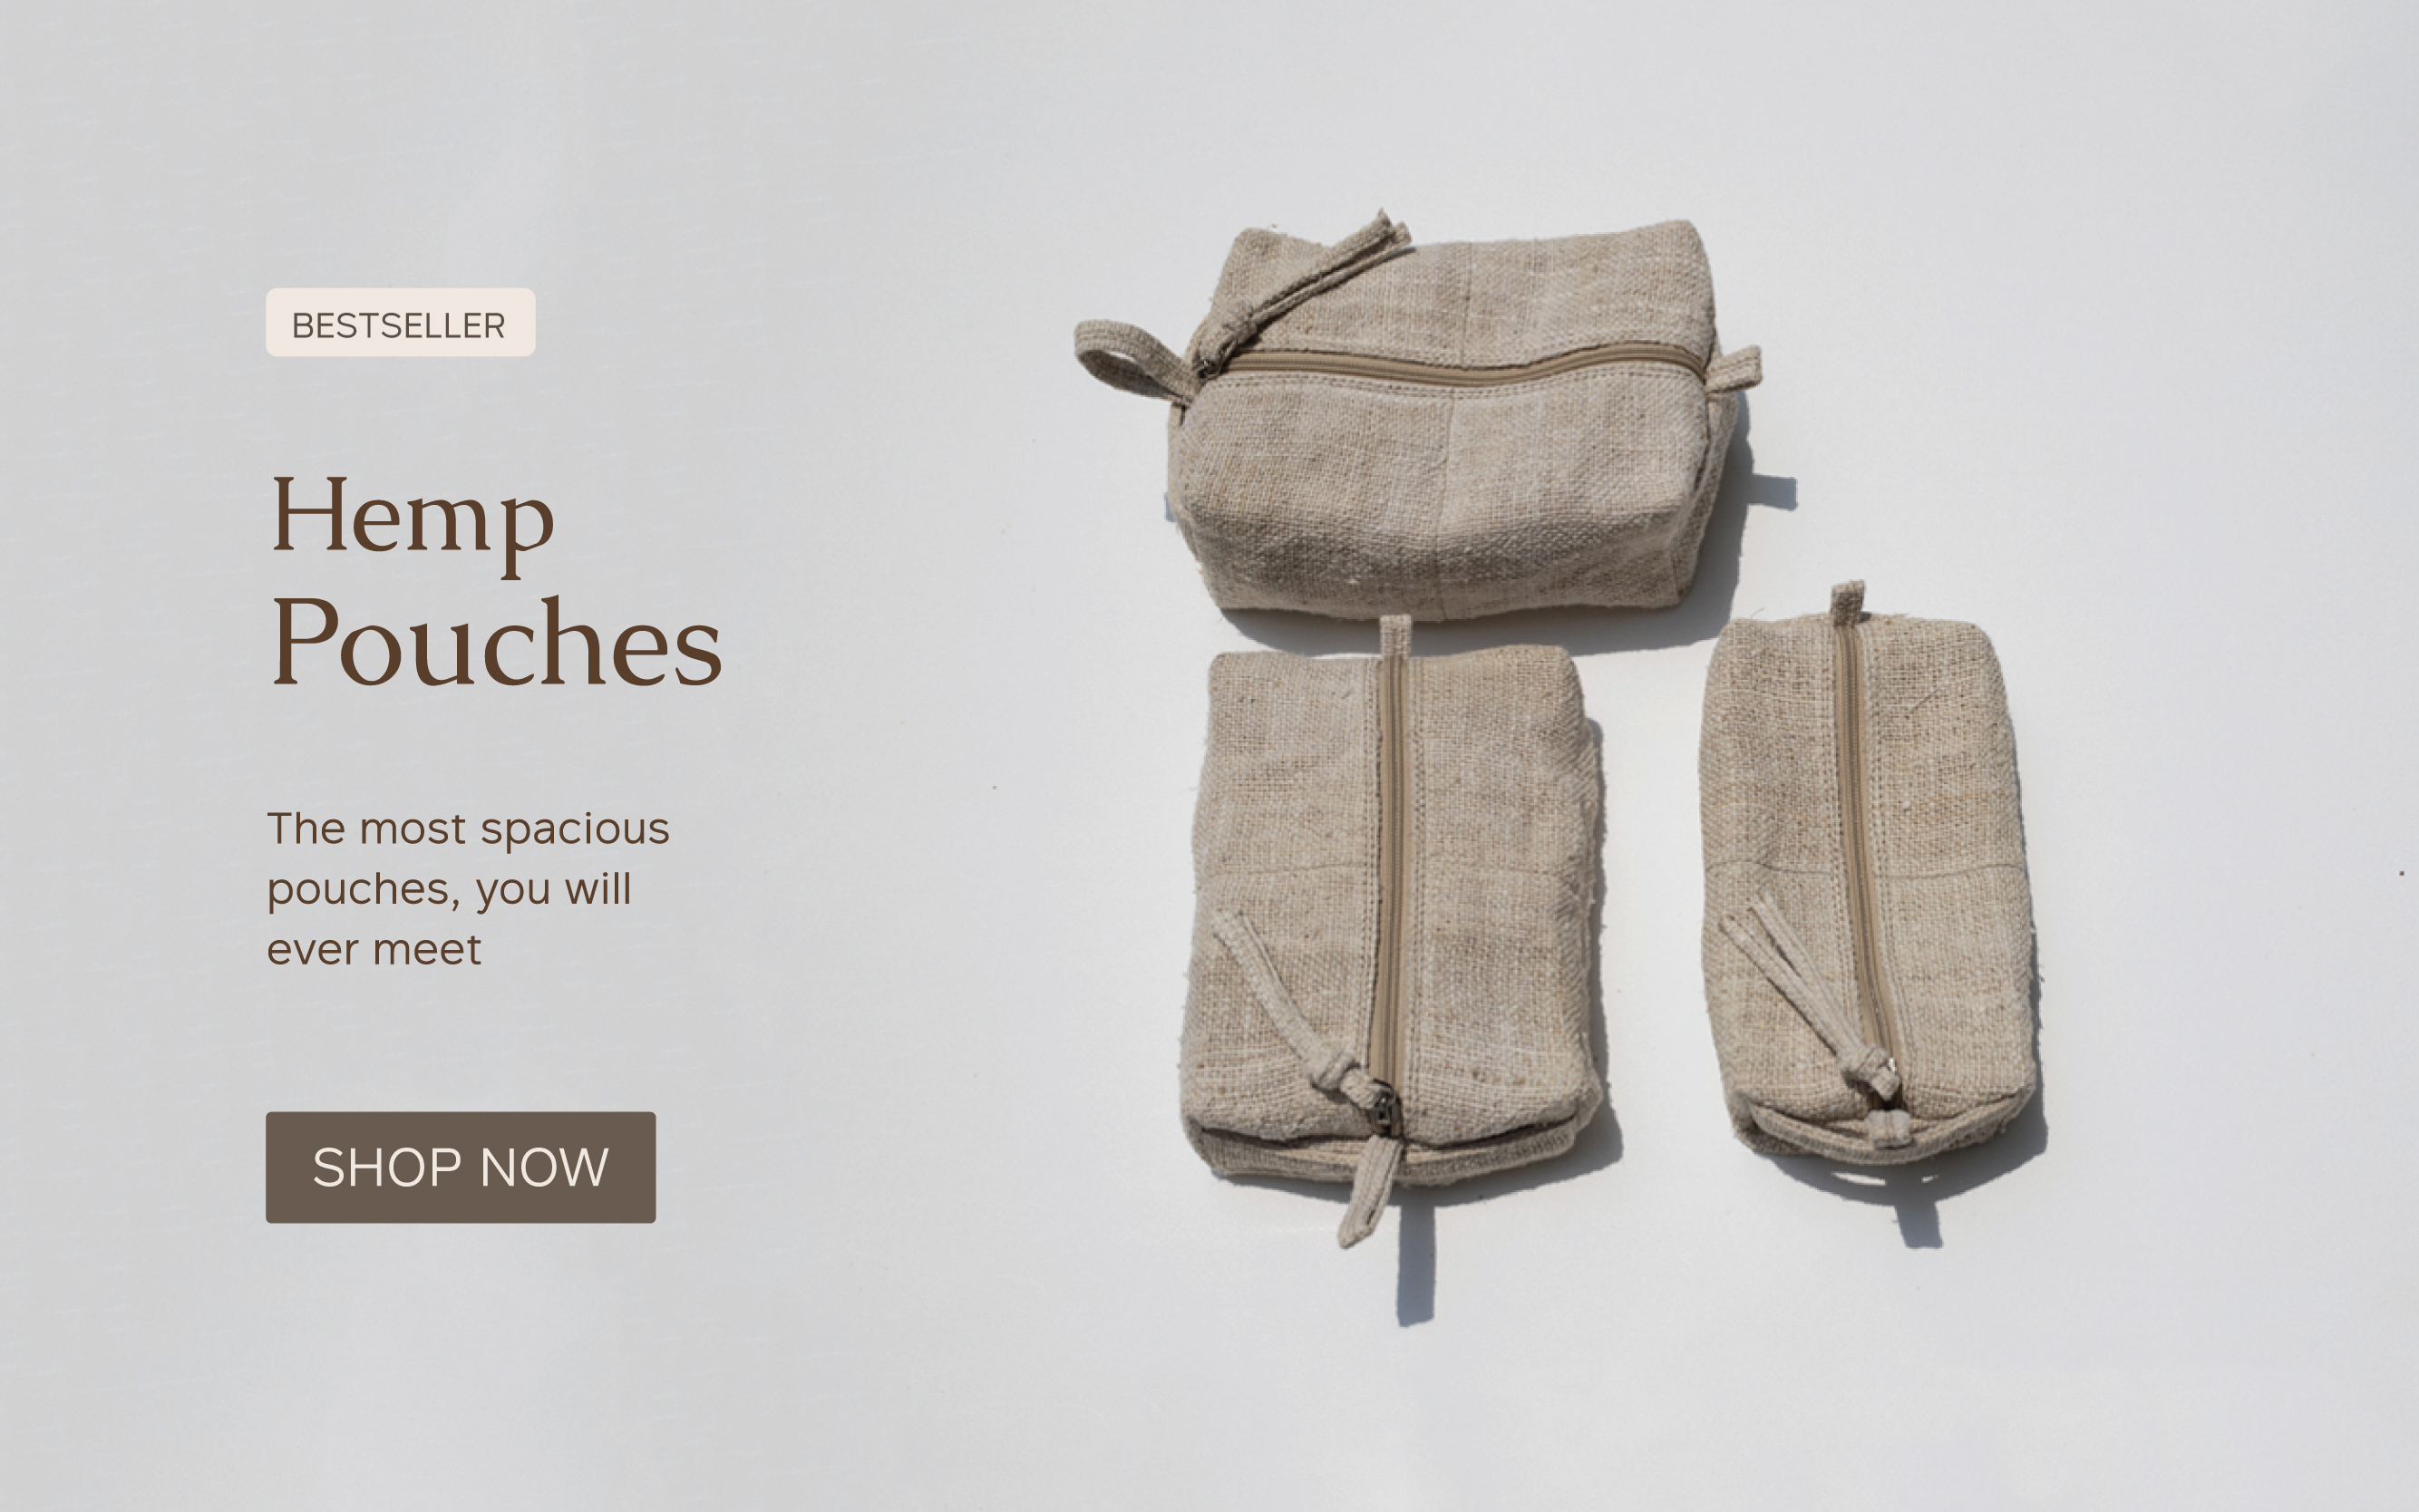 BESTSELLER
Hemp
Pouches
The most spacious
pouches, you will
ever meet
SHOP NOW